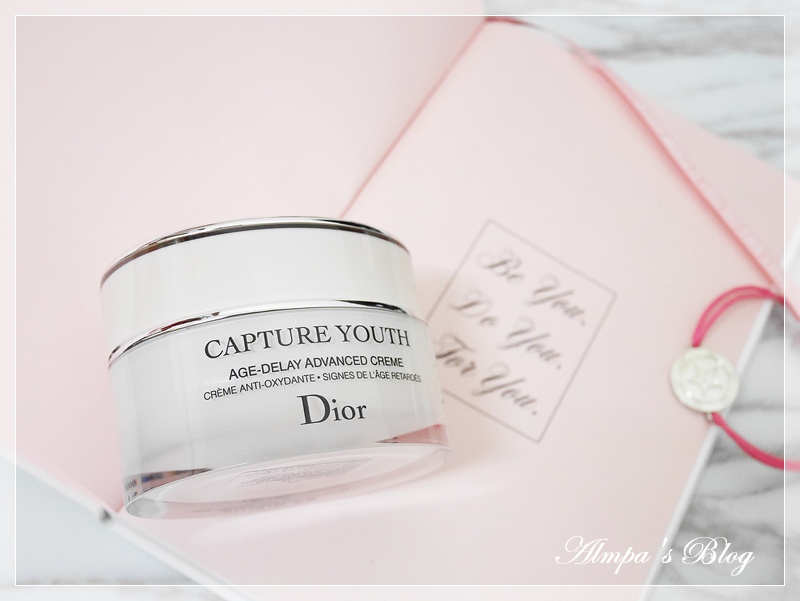 CAPTURE YOUTH
AGE-DELAY ADVANCED CREME
CRÈME ANTI-OXYDANTE • SIGNES DE L'ÂGE RETARDÉS
Dior
Be You.
Do You.
For You.
Almpa's Blog